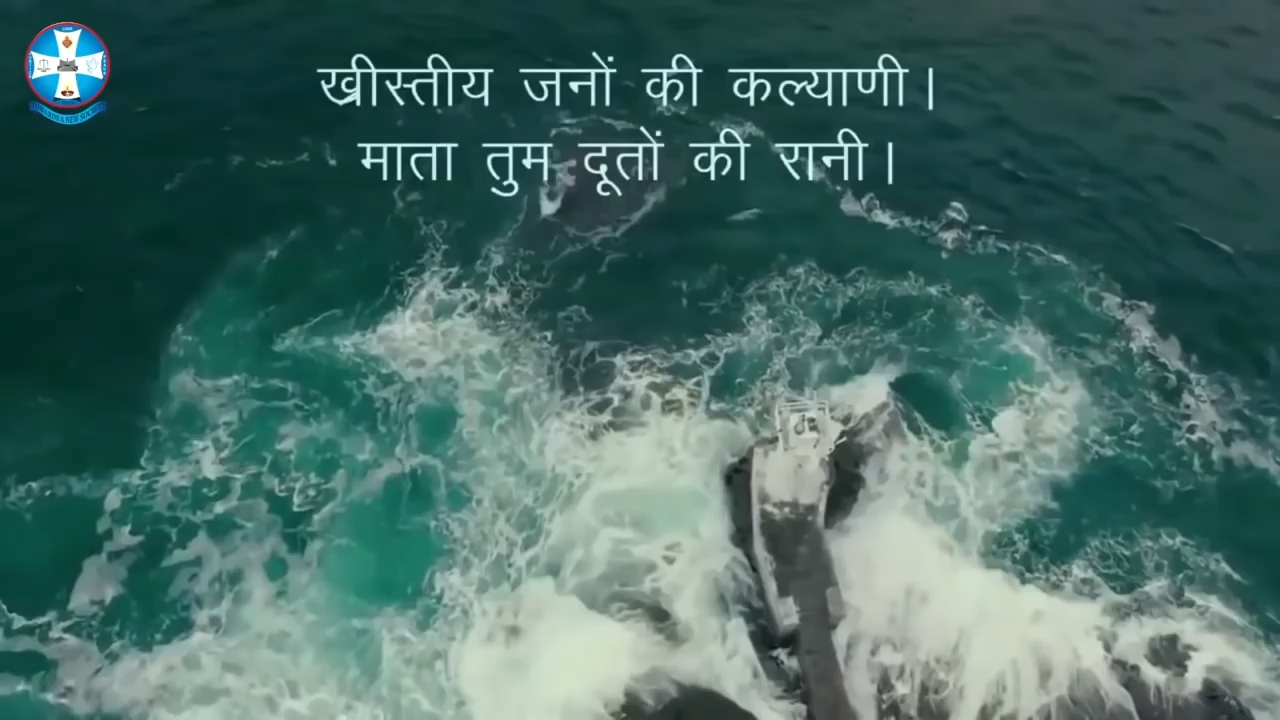 ख्रीस्तीय जनों की कल्याणी।
माता तुम दूतों की रानी।